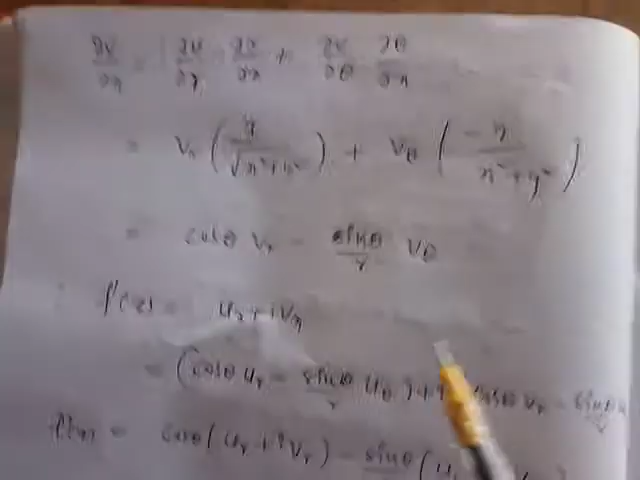 ∂v/∂x = ∂v/∂r · ∂r/∂x + ∂v/∂θ · ∂θ/∂x
= v_r ( x / √(x²+y²) ) + v_θ ( −y / (x²+y²) )
= cosθ v_r − sinθ/r v_θ
f'(z) = u_x + i v_x
= (cosθ u_r − sinθ/r u_θ ) + i cosθ v_r − sinθ/r
f'(z) = cosθ ( u_r + i v_r ) − sinθ ( u